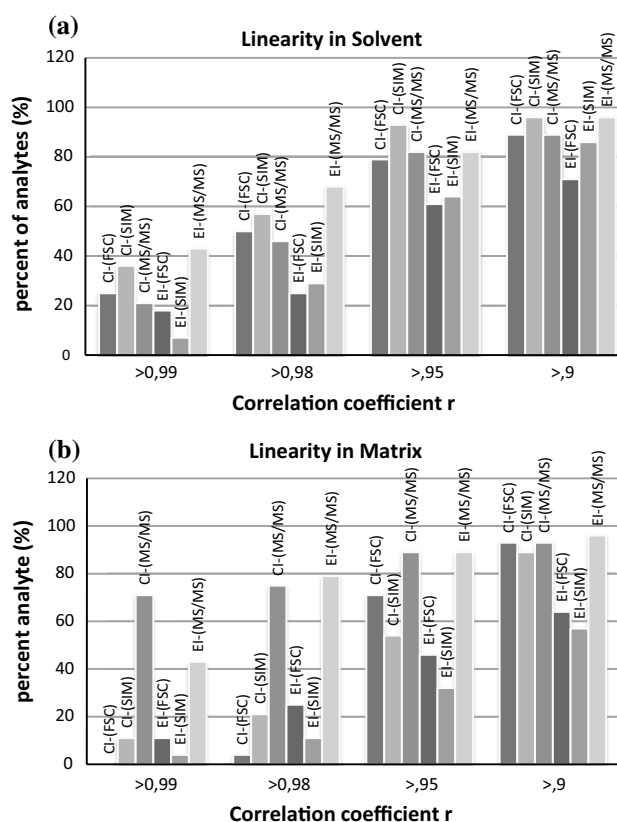 (a)
Linearity in Solvent
percent of analytes (%)
120
100
80
60
40
20
0
CI-(FSC)
CI-(SIM)
CI-(MS/MS)
EI-(FSC)
EI-(SIM)
EI-(MS/MS)
CI-(FSC)
CI-(SIM)
CI-(MS/MS)
EI-(FSC)
EI-(SIM)
EI-(MS/MS)
CI-(FSC)
CI-(SIM)
CI-(MS/MS)
EI-(FSC)
EI-(SIM)
EI-(MS/MS)
CI-(FSC)
CI-(SIM)
CI-(MS/MS)
EI-(FSC)
EI-(SIM)
EI-(MS/MS)
>0,99 >0,98 >,95 >,9
Correlation coefficient r
(b)
Linearity in Matrix
percent analyte (%)
120
100
80
60
40
20
0
CI-(FSC)
CI-(SIM)
CI-(MS/MS)
EI-(FSC)
EI-(SIM)
EI-(MS/MS)
CI-(FSC)
CI-(SIM)
CI-(MS/MS)
EI-(FSC)
EI-(SIM)
EI-(MS/MS)
CI-(FSC)
CI-(SIM)
CI-(MS/MS)
EI-(FSC)
EI-(SIM)
EI-(MS/MS)
CI-(FSC)
CI-(SIM)
CI-(MS/MS)
EI-(FSC)
EI-(SIM)
EI-(MS/MS)
>0,99 >0,98 >,95 >,9
Correlation coefficient r